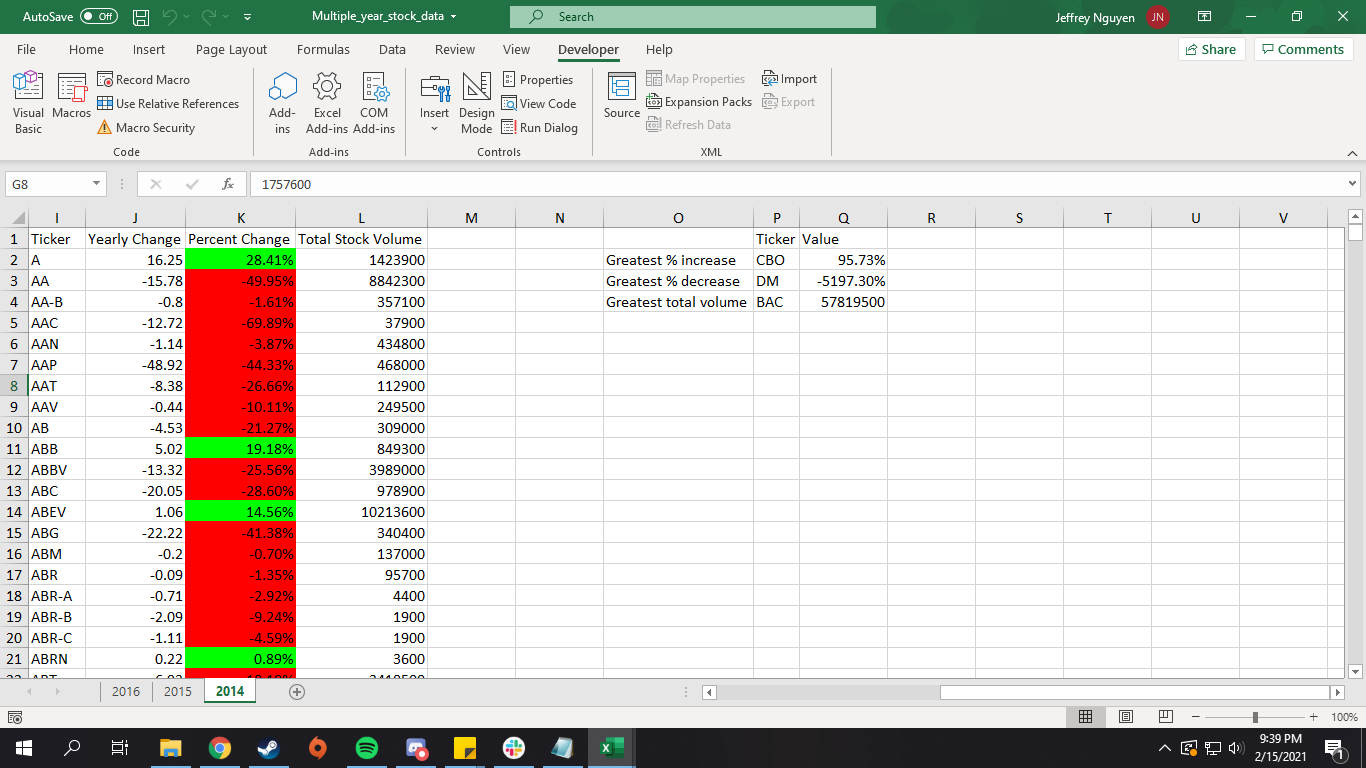 AutoSave Off Multiple_year_stock_data Search Jeffrey Nguyen JN
File Home Insert Page Layout Formulas Data Review View Developer Help Share Comments
Visual Basic
Macros
Record Macro
Use Relative References
Macro Security
Code
Add-ins
Excel Add-ins
COM Add-ins
Add-ins
Insert
Design Mode
Properties
View Code
Run Dialog
Controls
Source
Map Properties
Expansion Packs
Refresh Data
Import
Export
XML
G8 fx 1757600
I J K L M N O P Q R S T U V
1 Ticker Yearly Change Percent Change Total Stock Volume Ticker Value
2 A 16.25 28.41% 1423900 Greatest % increase CBO 95.73%
3 AA -15.78 -49.95% 8842300 Greatest % decrease DM -5197.30%
4 AA-B -0.8 -1.61% 357100 Greatest total volume BAC 57819500
5 AAC -12.72 -69.89% 37900
6 AAN -1.14 -3.87% 434800
7 AAP -48.92 -44.33% 468000
8 AAT -8.38 -26.66% 112900
9 AAV -0.44 -10.11% 249500
10 AB -4.53 -21.27% 309000
11 ABB 5.02 19.18% 849300
12 ABBV -13.32 -25.56% 3989000
13 ABC -20.05 -28.60% 978900
14 ABEV 1.06 14.56% 10213600
15 ABG -22.22 -41.38% 340400
16 ABM -0.2 -0.70% 137000
17 ABR -0.09 -1.35% 95700
18 ABR-A -0.71 -2.92% 4400
19 ABR-B -2.09 -9.24% 1900
20 ABR-C -1.11 -4.59% 1900
21 ABRN 0.22 0.89% 3600
2016 2015 2014
100%
9:39 PM
2/15/2021
1